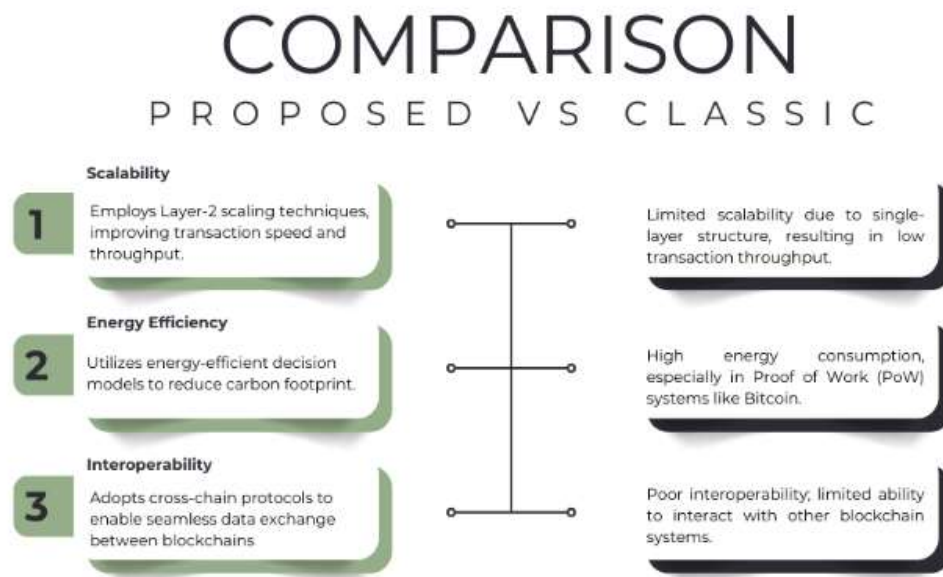 COMPARISON
PROPOSED VS CLASSIC
Scalability
1
Employs Layer-2 scaling techniques,
improving transaction speed and
throughput.
Limited scalability due to single-
layer structure, resulting in low
transaction throughput.
Energy Efficiency
2
Utilizes energy-efficient decision
models to reduce carbon footprint.
High energy consumption,
especially in Proof of Work (PoW)
systems like Bitcoin.
Interoperability
3
Adopts cross-chain protocols to
enable seamless data exchange
between blockchains
Poor interoperability; limited ability
to interact with other blockchain
systems.